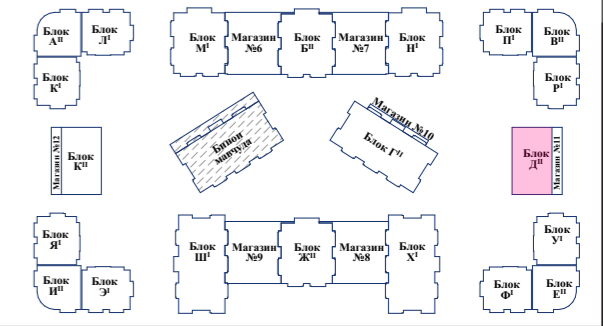 Блок
Аᴵᴵ
Блок
Лᴵ
Блок
Кᴵ
Блок
Мᴵ
Магазин
№6
Блок
Бᴵᴵ
Магазин
№7
Блок
Нᴵ
Блок
Пᴵ
Блок
Вᴵᴵ
Блок
Рᴵ
Магазин №12
Блок
Кᴵᴵ
Бинои
мавҷуда
Магазин №10
Блок Гᴵᴵ
Блок
Дᴵᴵ
Магазин №11
Блок
Яᴵ
Блок
Иᴵᴵ
Блок
Эᴵ
Блок
Шᴵ
Магазин
№9
Блок
Жᴵᴵ
Магазин
№8
Блок
Хᴵ
Блок
Уᴵ
Блок
Фᴵ
Блок
Еᴵᴵ